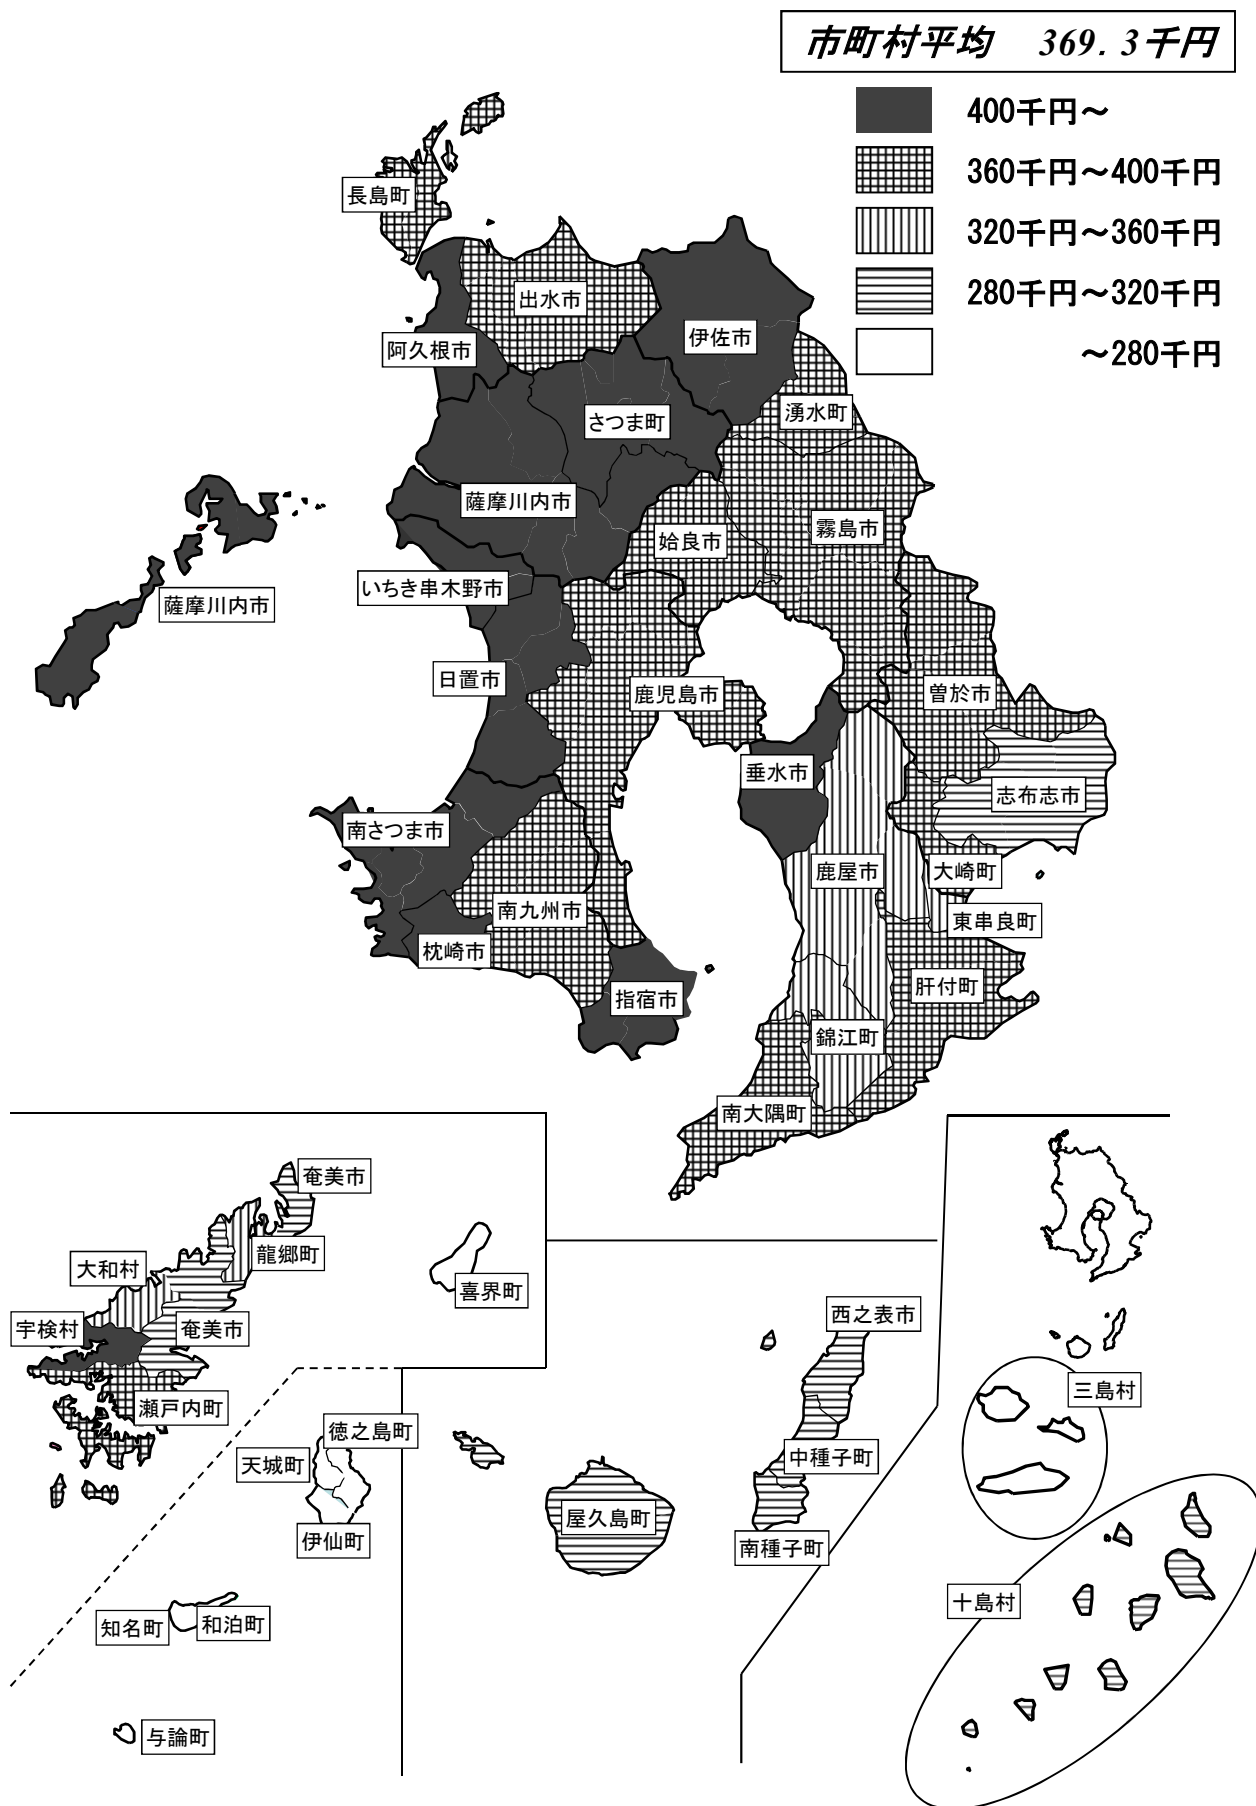 市町村平均　369.3千円
400千円～
360千円～400千円
320千円～360千円
280千円～320千円
～280千円
長島町
出水市
伊佐市
阿久根市
湧水町
さつま町
薩摩川内市
霧島市
姶良市
いちき串木野市
薩摩川内市
日置市
鹿児島市
曽於市
垂水市
志布志市
南さつま市
鹿屋市
大崎町
南九州市
東串良町
枕崎市
肝付町
指宿市
錦江町
南大隅町
奄美市
龍郷町
大和村
喜界町
宇検村
奄美市
西之表市
三島村
瀬戸内町
徳之島町
天城町
中種子町
屋久島町
伊仙町
南種子町
十島村
知名町
和泊町
与論町